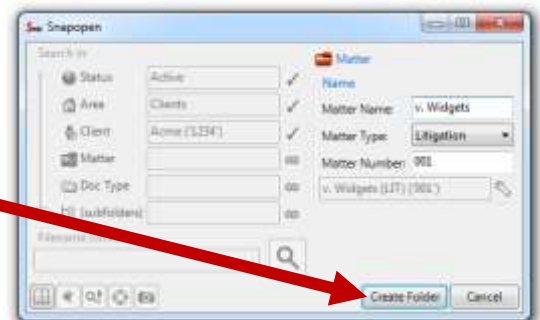 Snapopen
Search in
Status Active
Area Clients
Client Acme ('1234')
Matter
Doc Type
(subfolders)
Matter
Name
Matter Name: v. Widgets
Matter Type: Litigation
Matter Number: 001
v. Widgets (LIT) ('001')
Create Folder Cancel